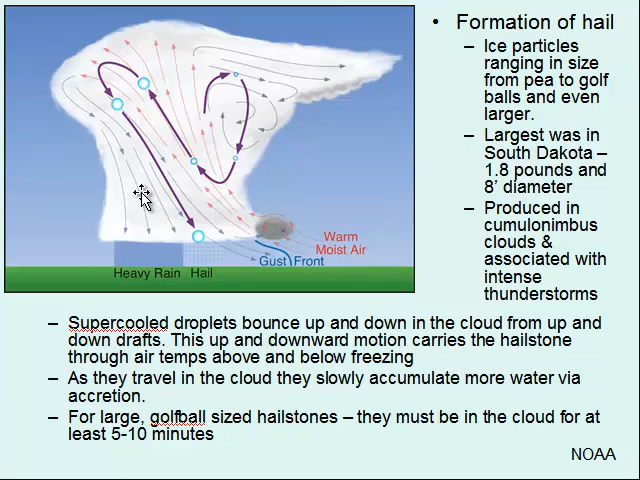 • Formation of hail
– Ice particles
ranging in size
from pea to golf
balls and even
larger.
– Largest was in
South Dakota –
1.8 pounds and
8’ diameter
– Produced in
cumulonimbus
clouds &
associated with
intense
thunderstorms
Warm
Moist Air
Gust Front
Heavy Rain Hail
– Supercooled droplets bounce up and down in the cloud from up and
down drafts. This up and downward motion carries the hailstone
through air temps above and below freezing
– As they travel in the cloud they slowly accumulate more water via
accretion.
– For large, golfball sized hailstones – they must be in the cloud for at
least 5-10 minutes
NOAA